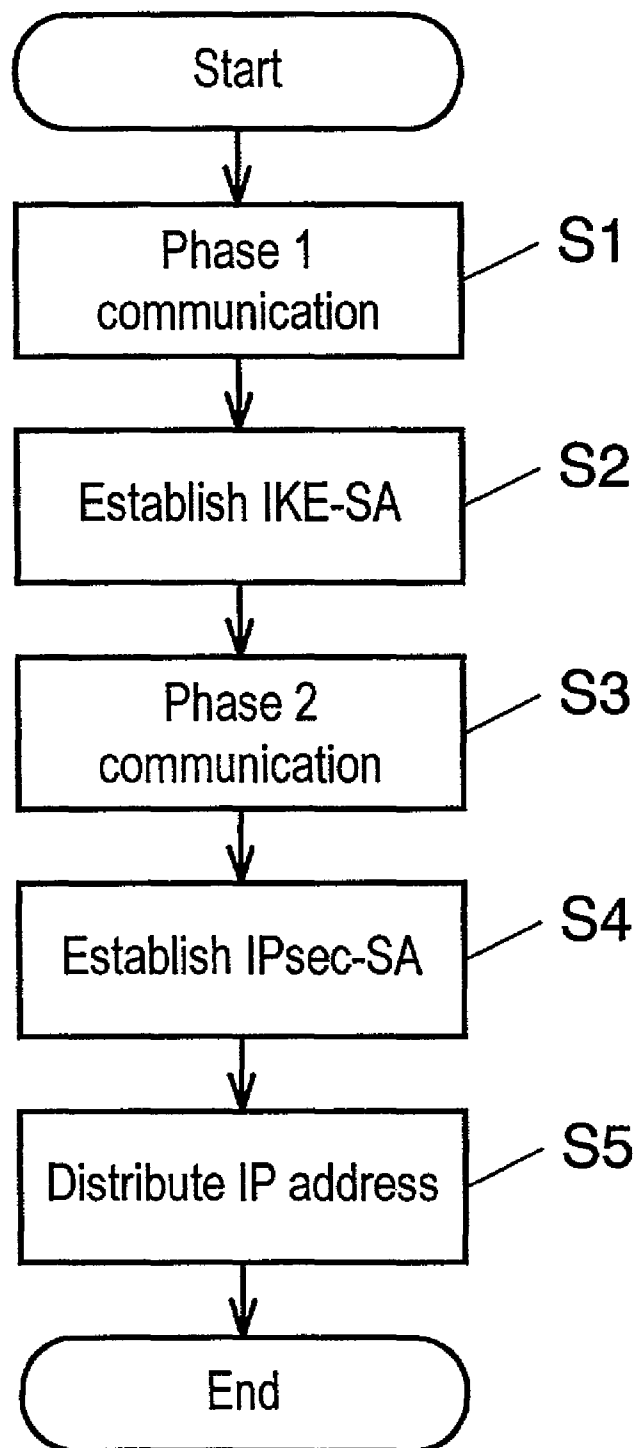 Start
Phase 1
communication
S1
Establish IKE-SA
S2
Phase 2
communication
S3
Establish IPsec-SA
S4
Distribute IP address
S5
End